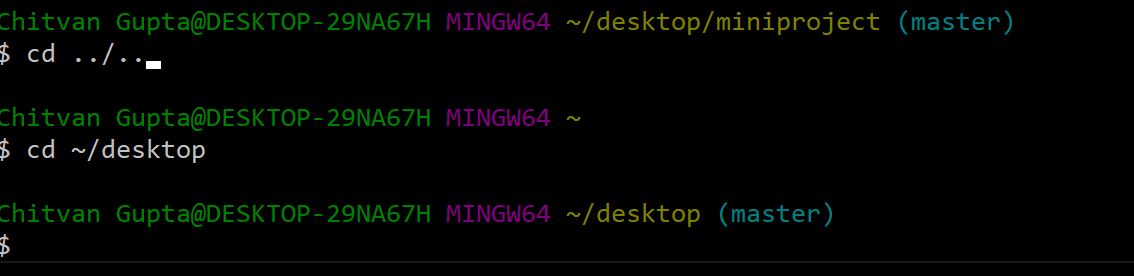 Chitvan Gupta@DESKTOP-29NA67H MINGW64 ~/desktop/miniproject (master)
$ cd ../..

Chitvan Gupta@DESKTOP-29NA67H MINGW64 ~
$ cd ~/desktop

Chitvan Gupta@DESKTOP-29NA67H MINGW64 ~/desktop (master)
$